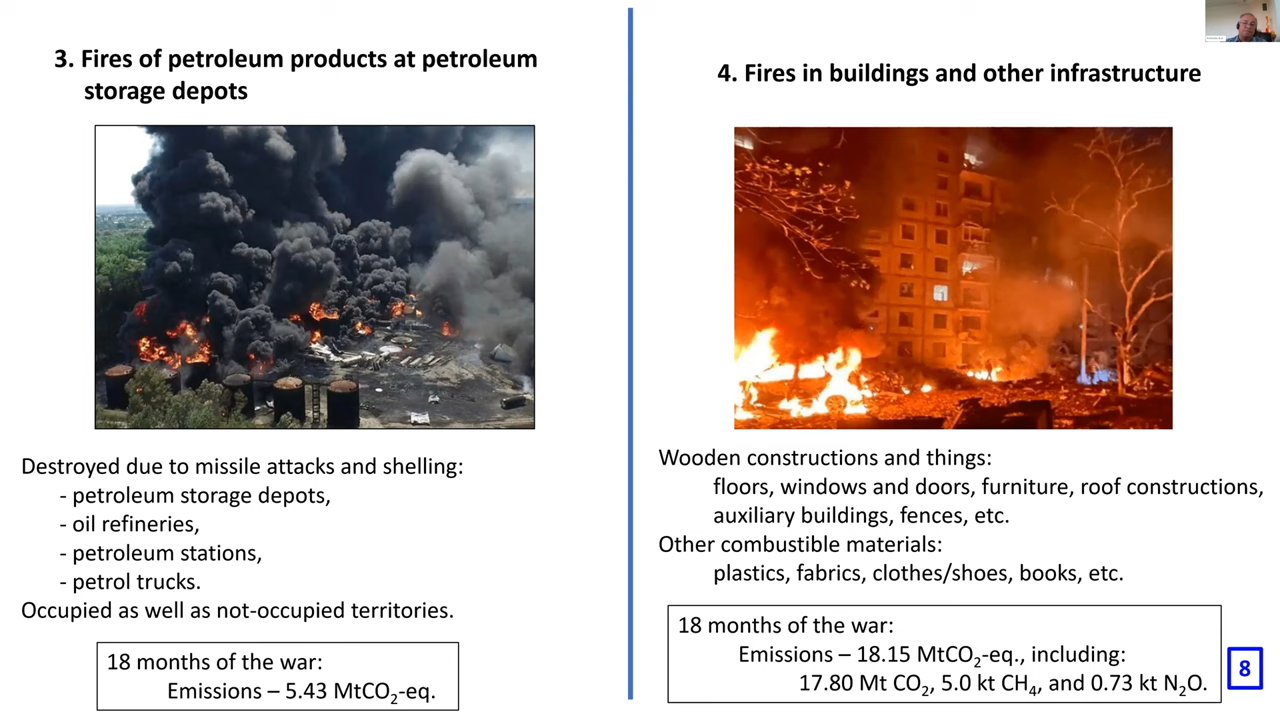 3. Fires of petroleum products at petroleum
storage depots
Destroyed due to missile attacks and shelling:
- petroleum storage depots,
- oil refineries,
- petroleum stations,
- petrol trucks.
Occupied as well as not-occupied territories.
18 months of the war:
Emissions – 5.43 MtCO₂-eq.
4. Fires in buildings and other infrastructure
Wooden constructions and things:
floors, windows and doors, furniture, roof constructions,
auxiliary buildings, fences, etc.
Other combustible materials:
plastics, fabrics, clothes/shoes, books, etc.
18 months of the war:
Emissions – 18.15 MtCO₂-eq., including:
17.80 Mt CO₂, 5.0 kt CH₄, and 0.73 kt N₂O.
8